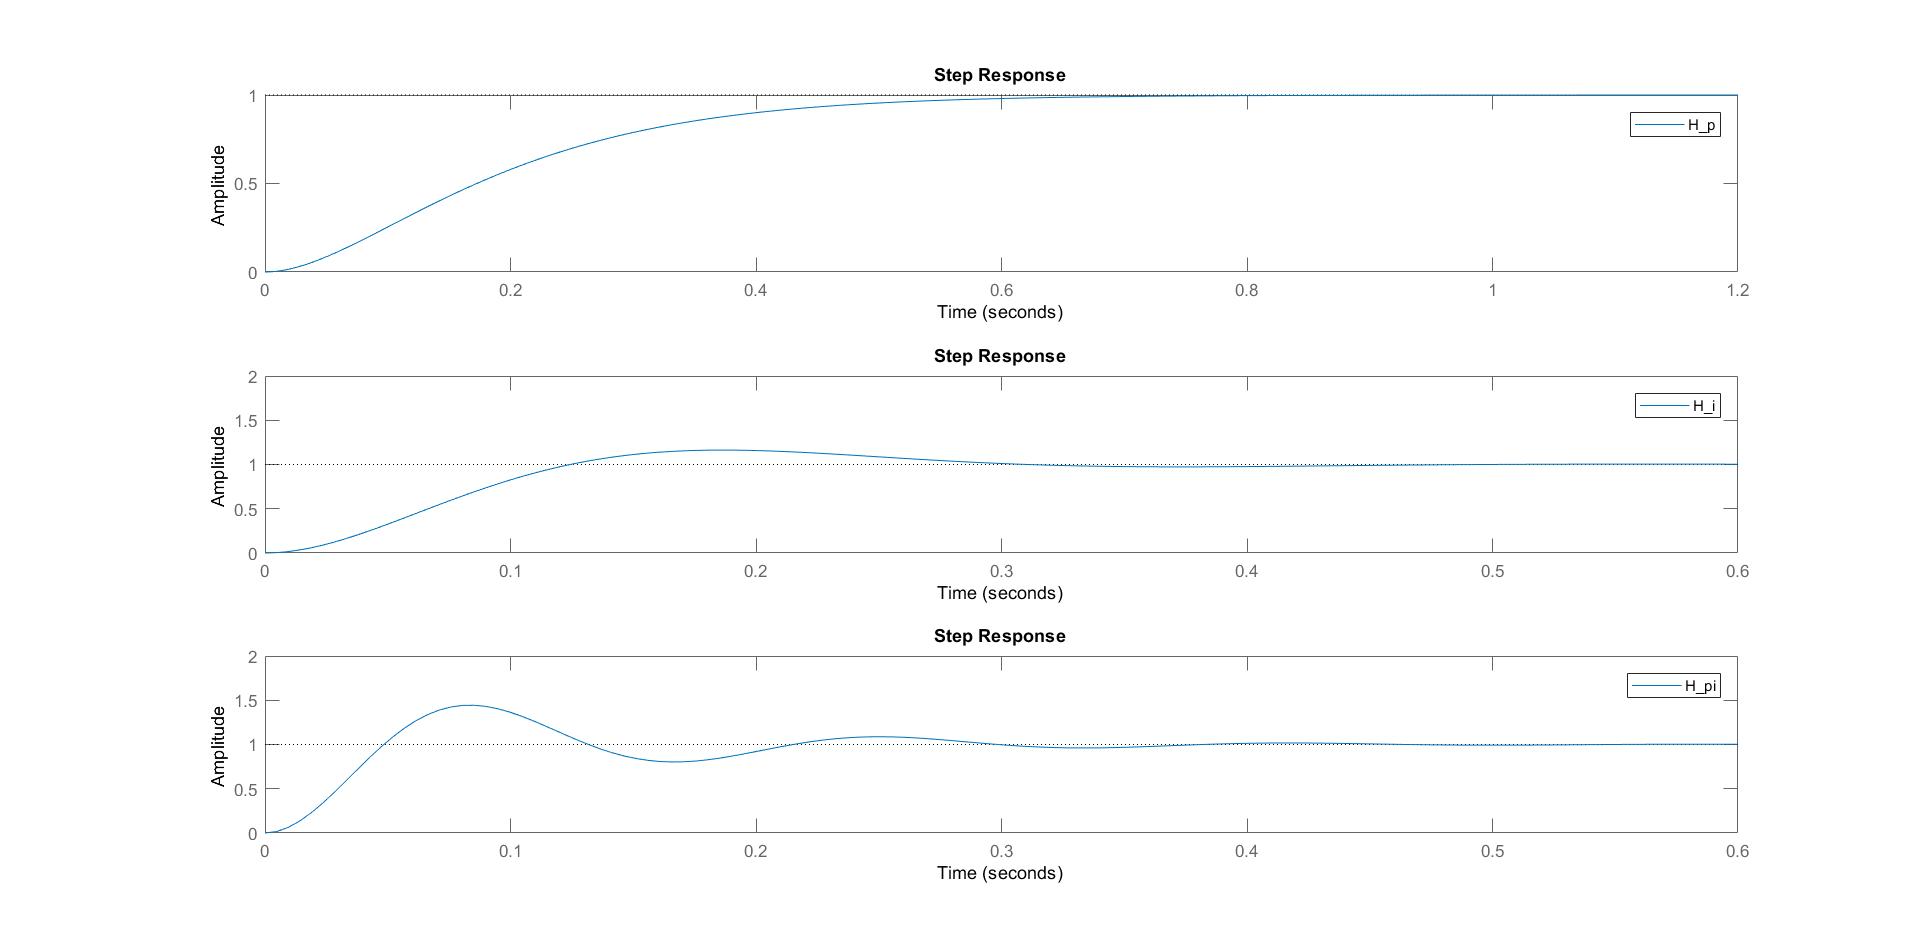 Step Response
1
H_p
Amplitude
0.5
0
0 0.2 0.4 0.6 0.8 1 1.2
Time (seconds)
Step Response
2
H_i
1.5
Amplitude
1
0.5
0
0 0.1 0.2 0.3 0.4 0.5 0.6
Time (seconds)
Step Response
2
H_pi
1.5
Amplitude
1
0.5
0
0 0.1 0.2 0.3 0.4 0.5 0.6
Time (seconds)